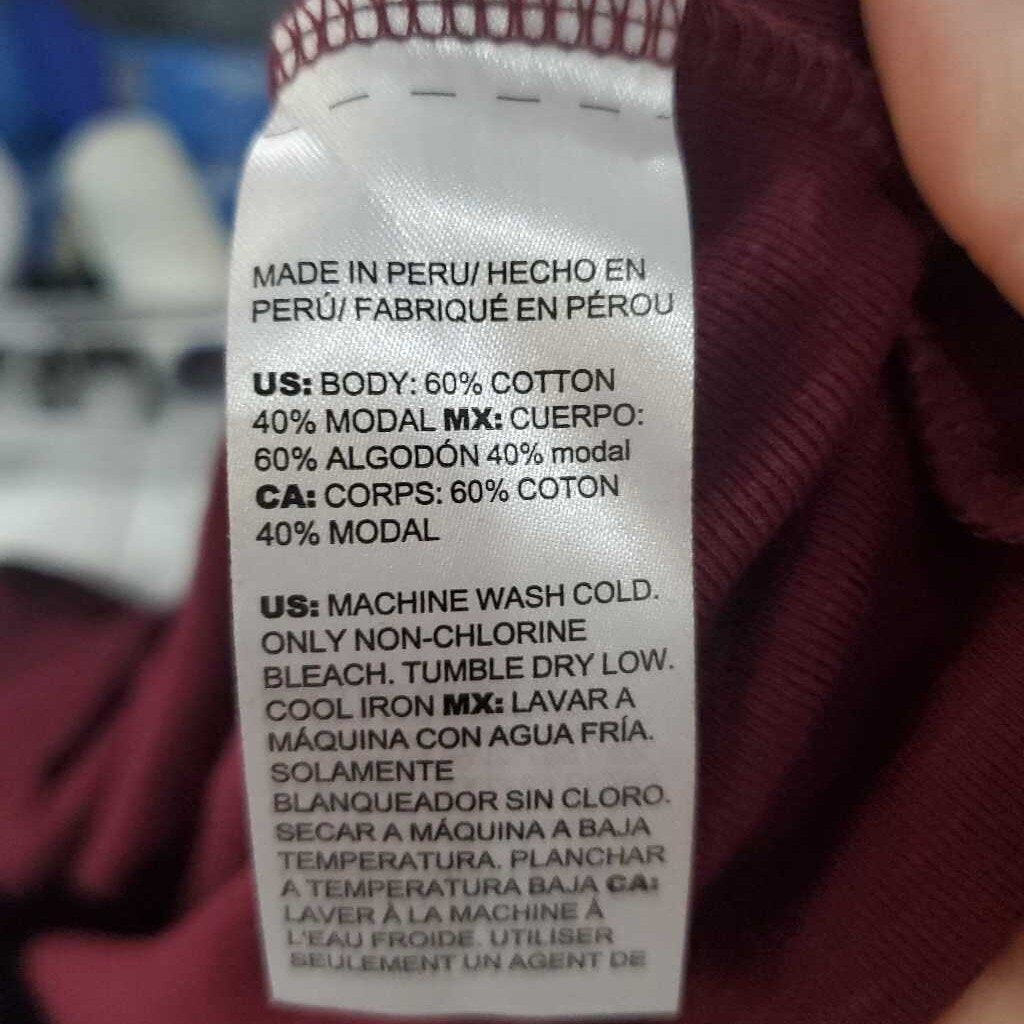 MADE IN PERU/ HECHO EN
PERÚ/ FABRIQUÉ EN PÉROU
US: BODY: 60% COTTON
40% MODAL MX: CUERPO:
60% ALGODÓN 40% modal
CA: CORPS: 60% COTON
40% MODAL
US: MACHINE WASH COLD.
ONLY NON-CHLORINE
BLEACH. TUMBLE DRY LOW.
COOL IRON MX: LAVAR A
MÁQUINA CON AGUA FRÍA.
SOLAMENTE
BLANQUEADOR SIN CLORO.
SECAR A MÁQUINA A BAJA
TEMPERATURA. PLANCHAR
A TEMPERATURA BAJA CA:
LAVER À LA MACHINE À
L'EAU FROIDE. UTILISER
SEULEMENT UN AGENT DE